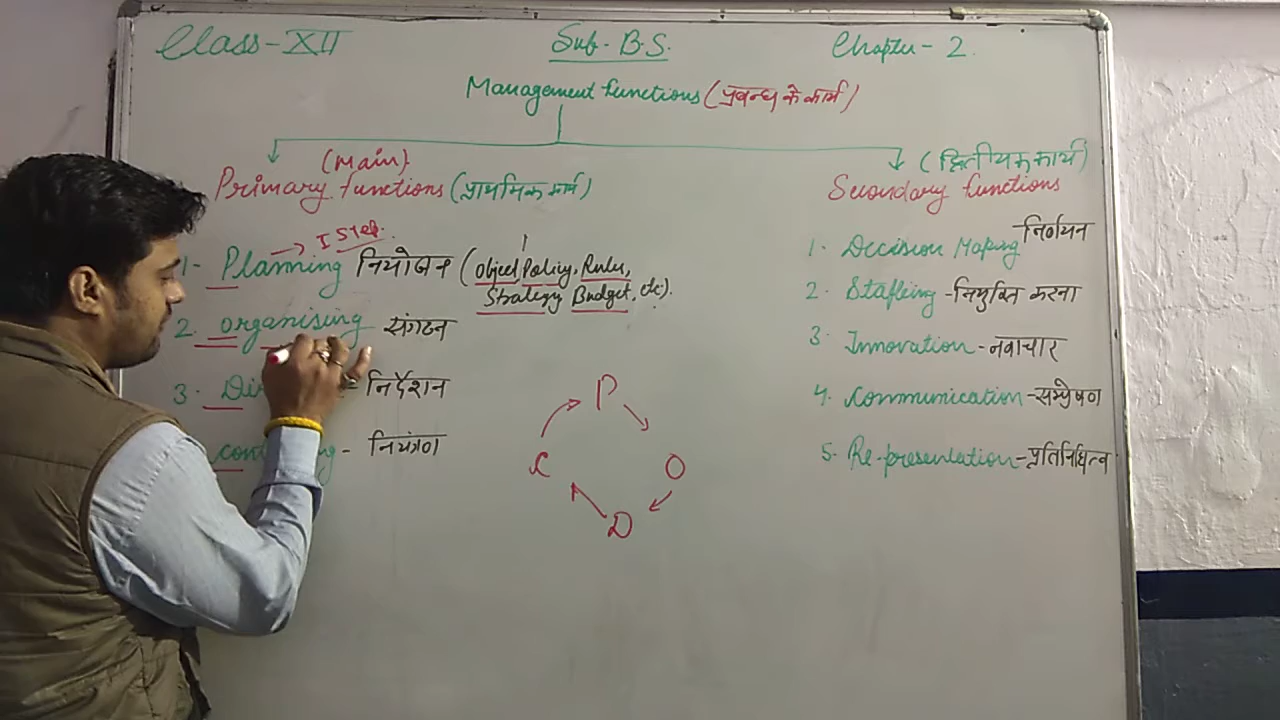 Class-XII Sub-B.S. Chapter-2
Management functions (प्रबन्ध के कार्य)
(Main)
Primary functions (प्राथमिक कार्य)
→ I Step.
1- Planning नियोजन (object Policy, Rules,
Strategy Budget, etc).
2. organising संगठन
3. - निर्देशन
- नियंत्रण
P
O
D
C
(द्वितीयक कार्य)
Secondary functions
1. Decision Making - निर्णयन
2. Staffing - नियुक्ति करना
3. Innovation - नवाचार
4. Communication - सम्प्रेषण
5. Re-presentation - प्रतिनिधित्व